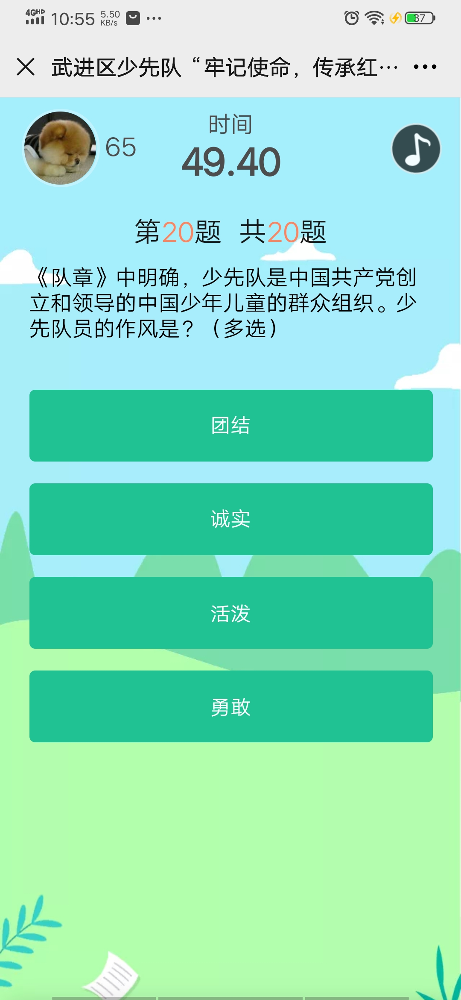 4GHD 10:55 5.50 KB/s ··· 37
武进区少先队“牢记使命，传承红··· ···
时间
65
49.40
第20题 共20题
《队章》中明确，少先队是中国共产党创
立和领导的中国少年儿童的群众组织。少
先队员的作风是？（多选）
团结
诚实
活泼
勇敢